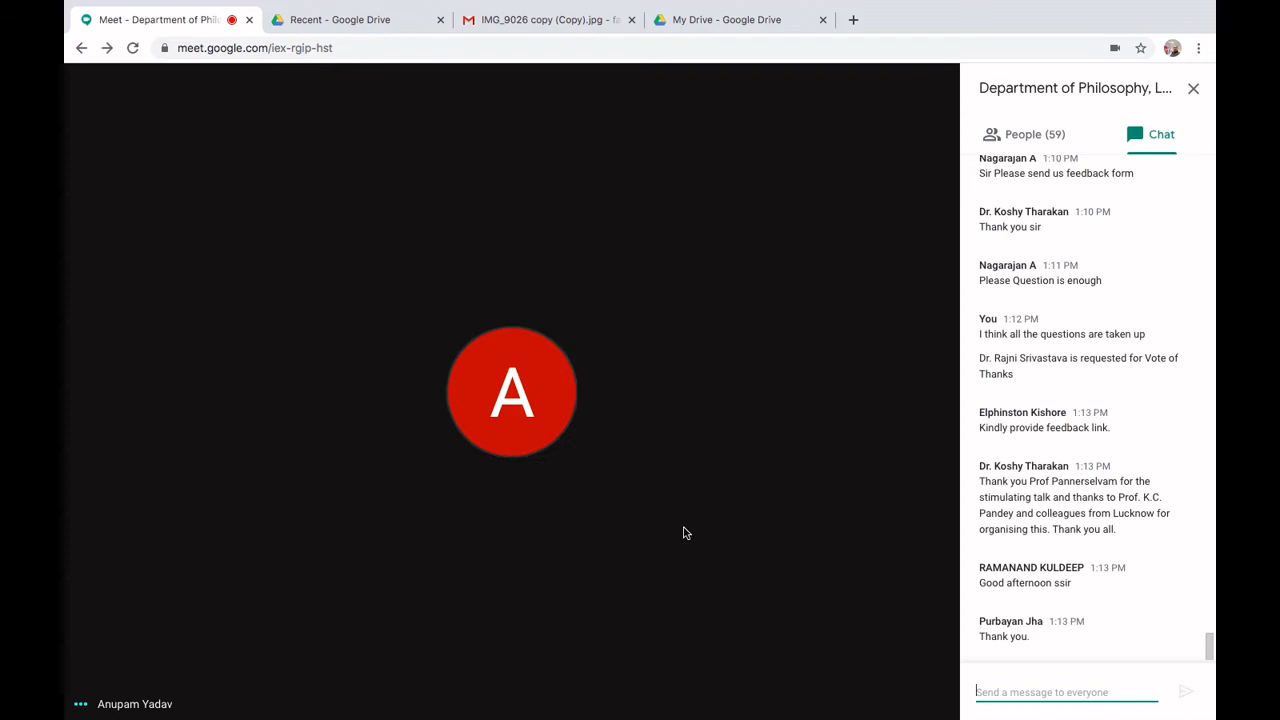 Meet - Department of Phil
Recent - Google Drive
IMG_9026 copy (Copy).jpg - fa
My Drive - Google Drive
meet.google.com/iex-rgip-hst
Department of Philosophy, L...
People (59)
Chat
Nagarajan A 1:10 PM
Sir Please send us feedback form
Dr. Koshy Tharakan 1:10 PM
Thank you sir
Nagarajan A 1:11 PM
Please Question is enough
You 1:12 PM
I think all the questions are taken up
Dr. Rajni Srivastava is requested for Vote of
Thanks
Elphinston Kishore 1:13 PM
Kindly provide feedback link.
Dr. Koshy Tharakan 1:13 PM
Thank you Prof Pannerselvam for the
stimulating talk and thanks to Prof. K.C.
Pandey and colleagues from Lucknow for
organising this. Thank you all.
RAMANAND KULDEEP 1:13 PM
Good afternoon ssir
Purbayan Jha 1:13 PM
Thank you.
Send a message to everyone
A
Anupam Yadav